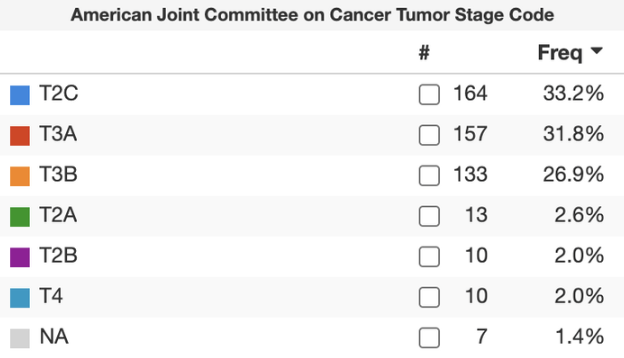 American Joint Committee on Cancer Tumor Stage Code
# Freq
T2C 164 33.2%
T3A 157 31.8%
T3B 133 26.9%
T2A 13 2.6%
T2B 10 2.0%
T4 10 2.0%
NA 7 1.4%